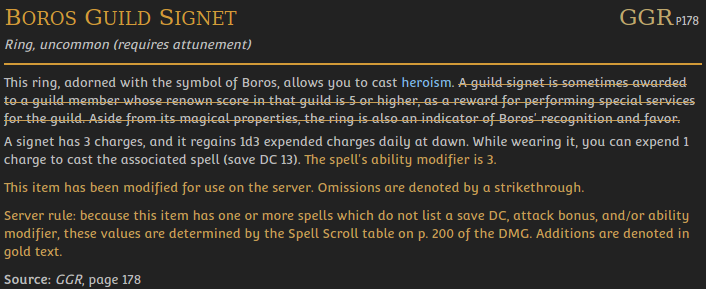 Boros Guild Signet GGR P178
Ring, uncommon (requires attunement)
This ring, adorned with the symbol of Boros, allows you to cast heroism. A guild signet is sometimes awarded
to a guild member whose renown score in that guild is 5 or higher, as a reward for performing special services
for the guild. Aside from its magical properties, the ring is also an indicator of Boros' recognition and favor.
A signet has 3 charges, and it regains 1d3 expended charges daily at dawn. While wearing it, you can expend 1
charge to cast the associated spell (save DC 13). The spell's ability modifier is 3.
This item has been modified for use on the server. Omissions are denoted by a strikethrough.
Server rule: because this item has one or more spells which do not list a save DC, attack bonus, and/or ability
modifier, these values are determined by the Spell Scroll table on p. 200 of the DMG. Additions are denoted in
gold text.
Source: GGR, page 178